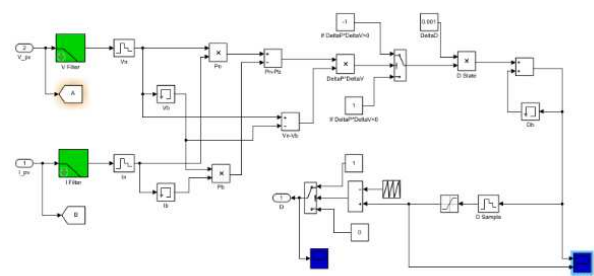 -1
0.001
DeltaD
2
V_pv
V Filter
Vn
Pn
If DeltaP*DeltaV>0
Pn-Pb
DeltaP*DeltaV
D State
A
Vb
1
Vn-Vb
If DeltaP*DeltaV<0
Db
1
I_pv
I Filter
In
Ib
Pb
1
1
D Sample
B
0